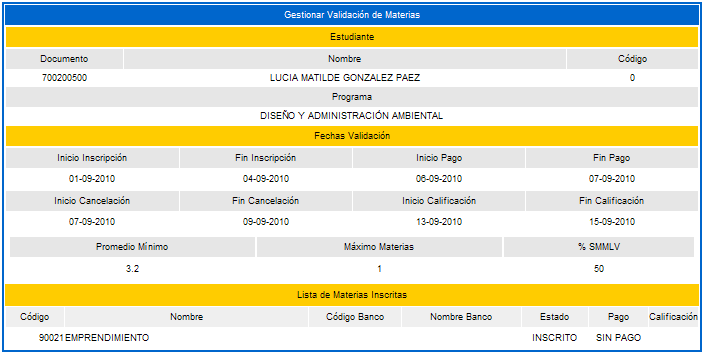 Gestionar Validación de Materias
Estudiante
Documento Nombre Código
700200500 LUCIA MATILDE GONZALEZ PAEZ 0
Programa
DISEÑO Y ADMINISTRACIÓN AMBIENTAL
Fechas Validación
Inicio Inscripción Fin Inscripción Inicio Pago Fin Pago
01-09-2010 04-09-2010 06-09-2010 07-09-2010
Inicio Cancelación Fin Cancelación Inicio Calificación Fin Calificación
07-09-2010 09-09-2010 13-09-2010 15-09-2010
Promedio Mínimo Máximo Materias % SMMLV
3.2 1 50
Lista de Materias Inscritas
Código Nombre Código Banco Nombre Banco Estado Pago Calificación
90021 EMPRENDIMIENTO INSCRITO SIN PAGO